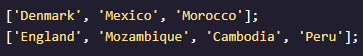 ['Denmark', 'Mexico', 'Morocco'];
['England', 'Mozambique', 'Cambodia', 'Peru'];